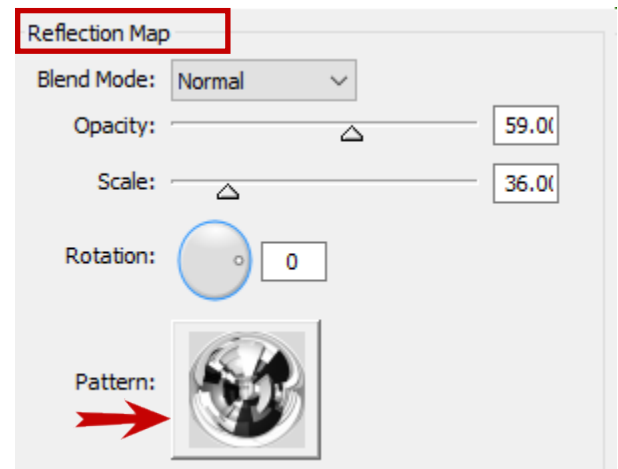 Reflection Map
Blend Mode: Normal
Opacity: 59.0(
Scale: 36.0(
Rotation: 0
Pattern: